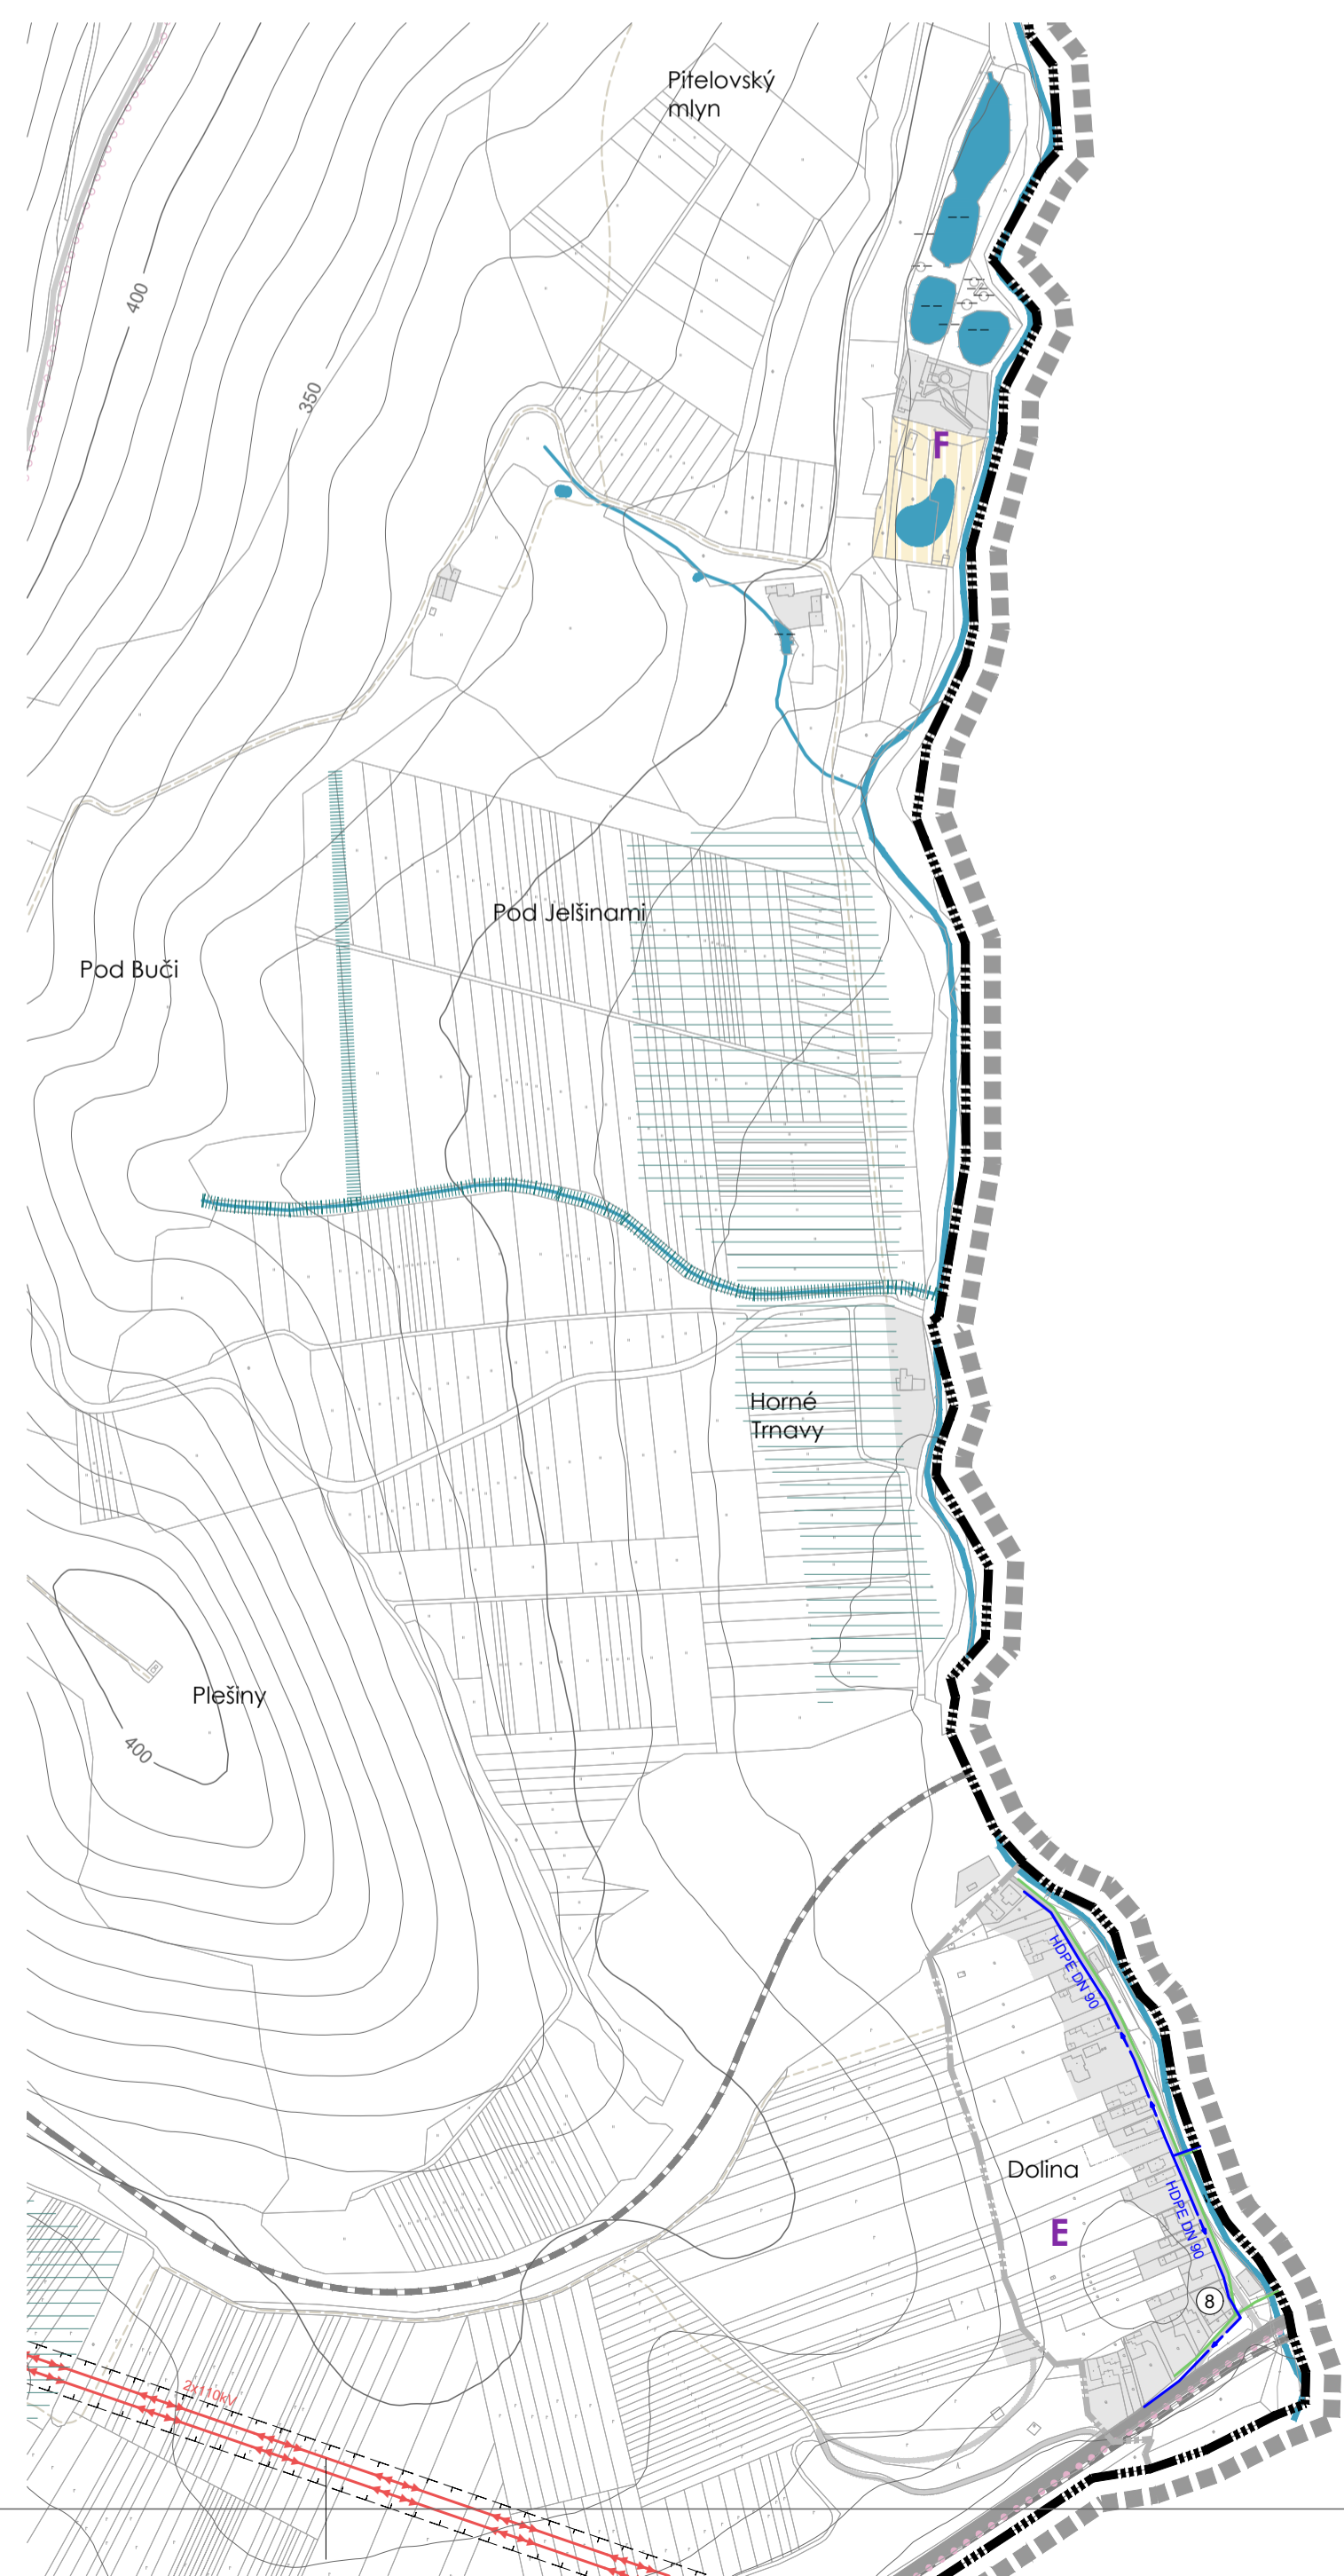 Pitelovský
mlyn
400
350
F
Pod Jelšinami
Pod Buči
Horné
Trnavy
Plešiny
400
HDPE DN 90
Dolina
HDPE DN 90
E
8
2x110kV